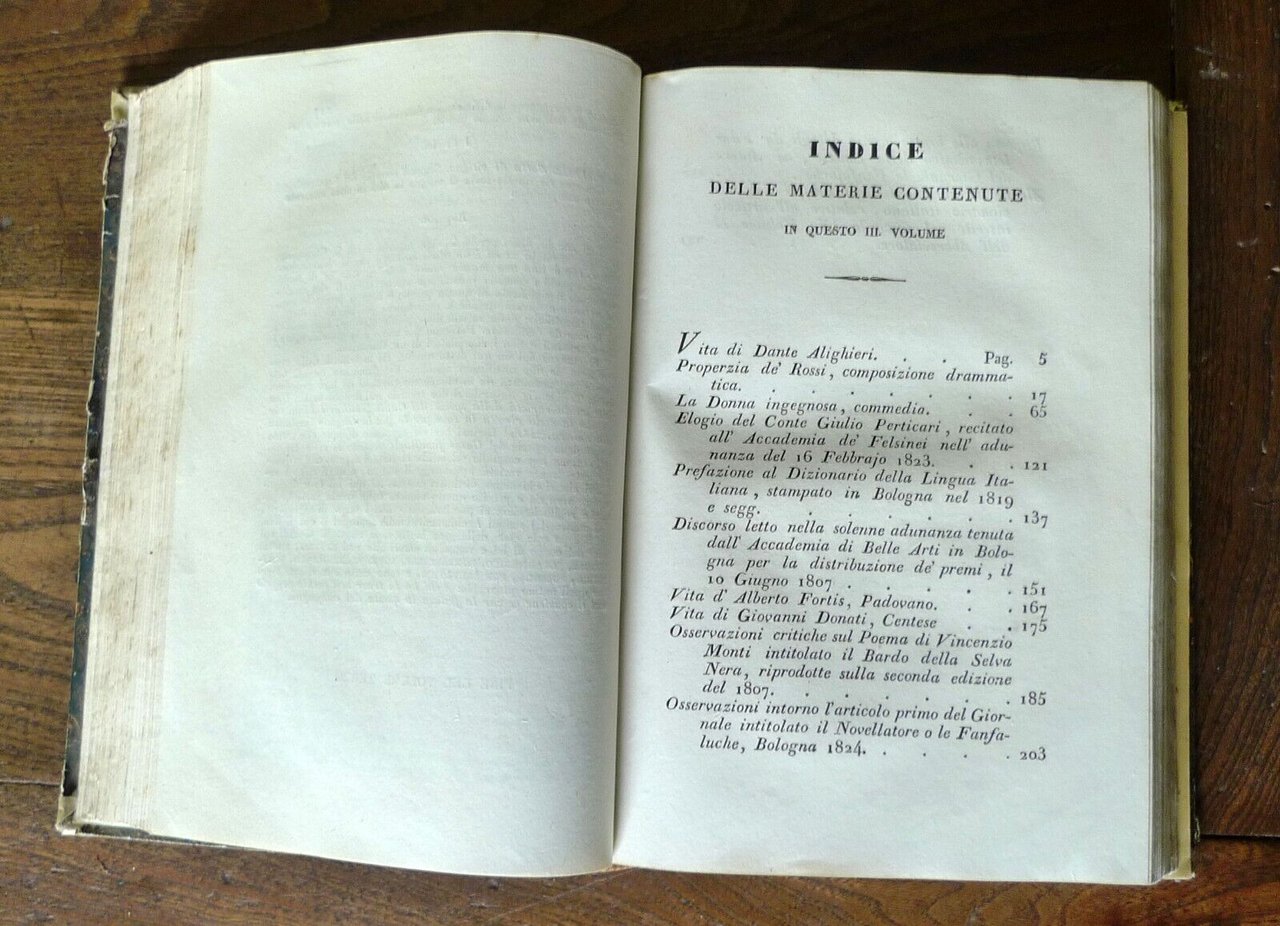 INDICE
DELLE MATERIE CONTENUTE
IN QUESTO III. VOLUME
Vita di Dante Alighieri. . . Pag. 5
Properzia de' Rossi, composizione dramma-
tica. . . . . . . . 17
La Donna ingegnosa, commedia. . . 65
Elogio del Conte Giulio Perticari, recitato
all' Accademia de' Felsinei nell' adu-
nanza del 16 Febbrajo 1823. . . . 121
Prefazione al Dizionario della Lingua Ita-
liana, stampato in Bologna nel 1819
e segg. . . . . . . 137
Discorso letto nella solenne adunanza tenuta
dall' Accademia di Belle Arti in Bolo-
gna per la distribuzione de' premi, il
10 Giugno 1807 . . . . . 151
Vita d' Alberto Fortis, Padovano. . . . 167
Vita di Giovanni Donati, Centese . . 175
Osservazioni critiche sul Poema di Vincenzio
Monti intitolato il Bardo della Selva
Nera, riprodotte sulla seconda edizione
del 1807. . . . . . . 185
Osservazioni intorno l'articolo primo del Gior-
nale intitolato il Novellatore o le Fanfa-
luche, Bologna 1824. . . . . 203